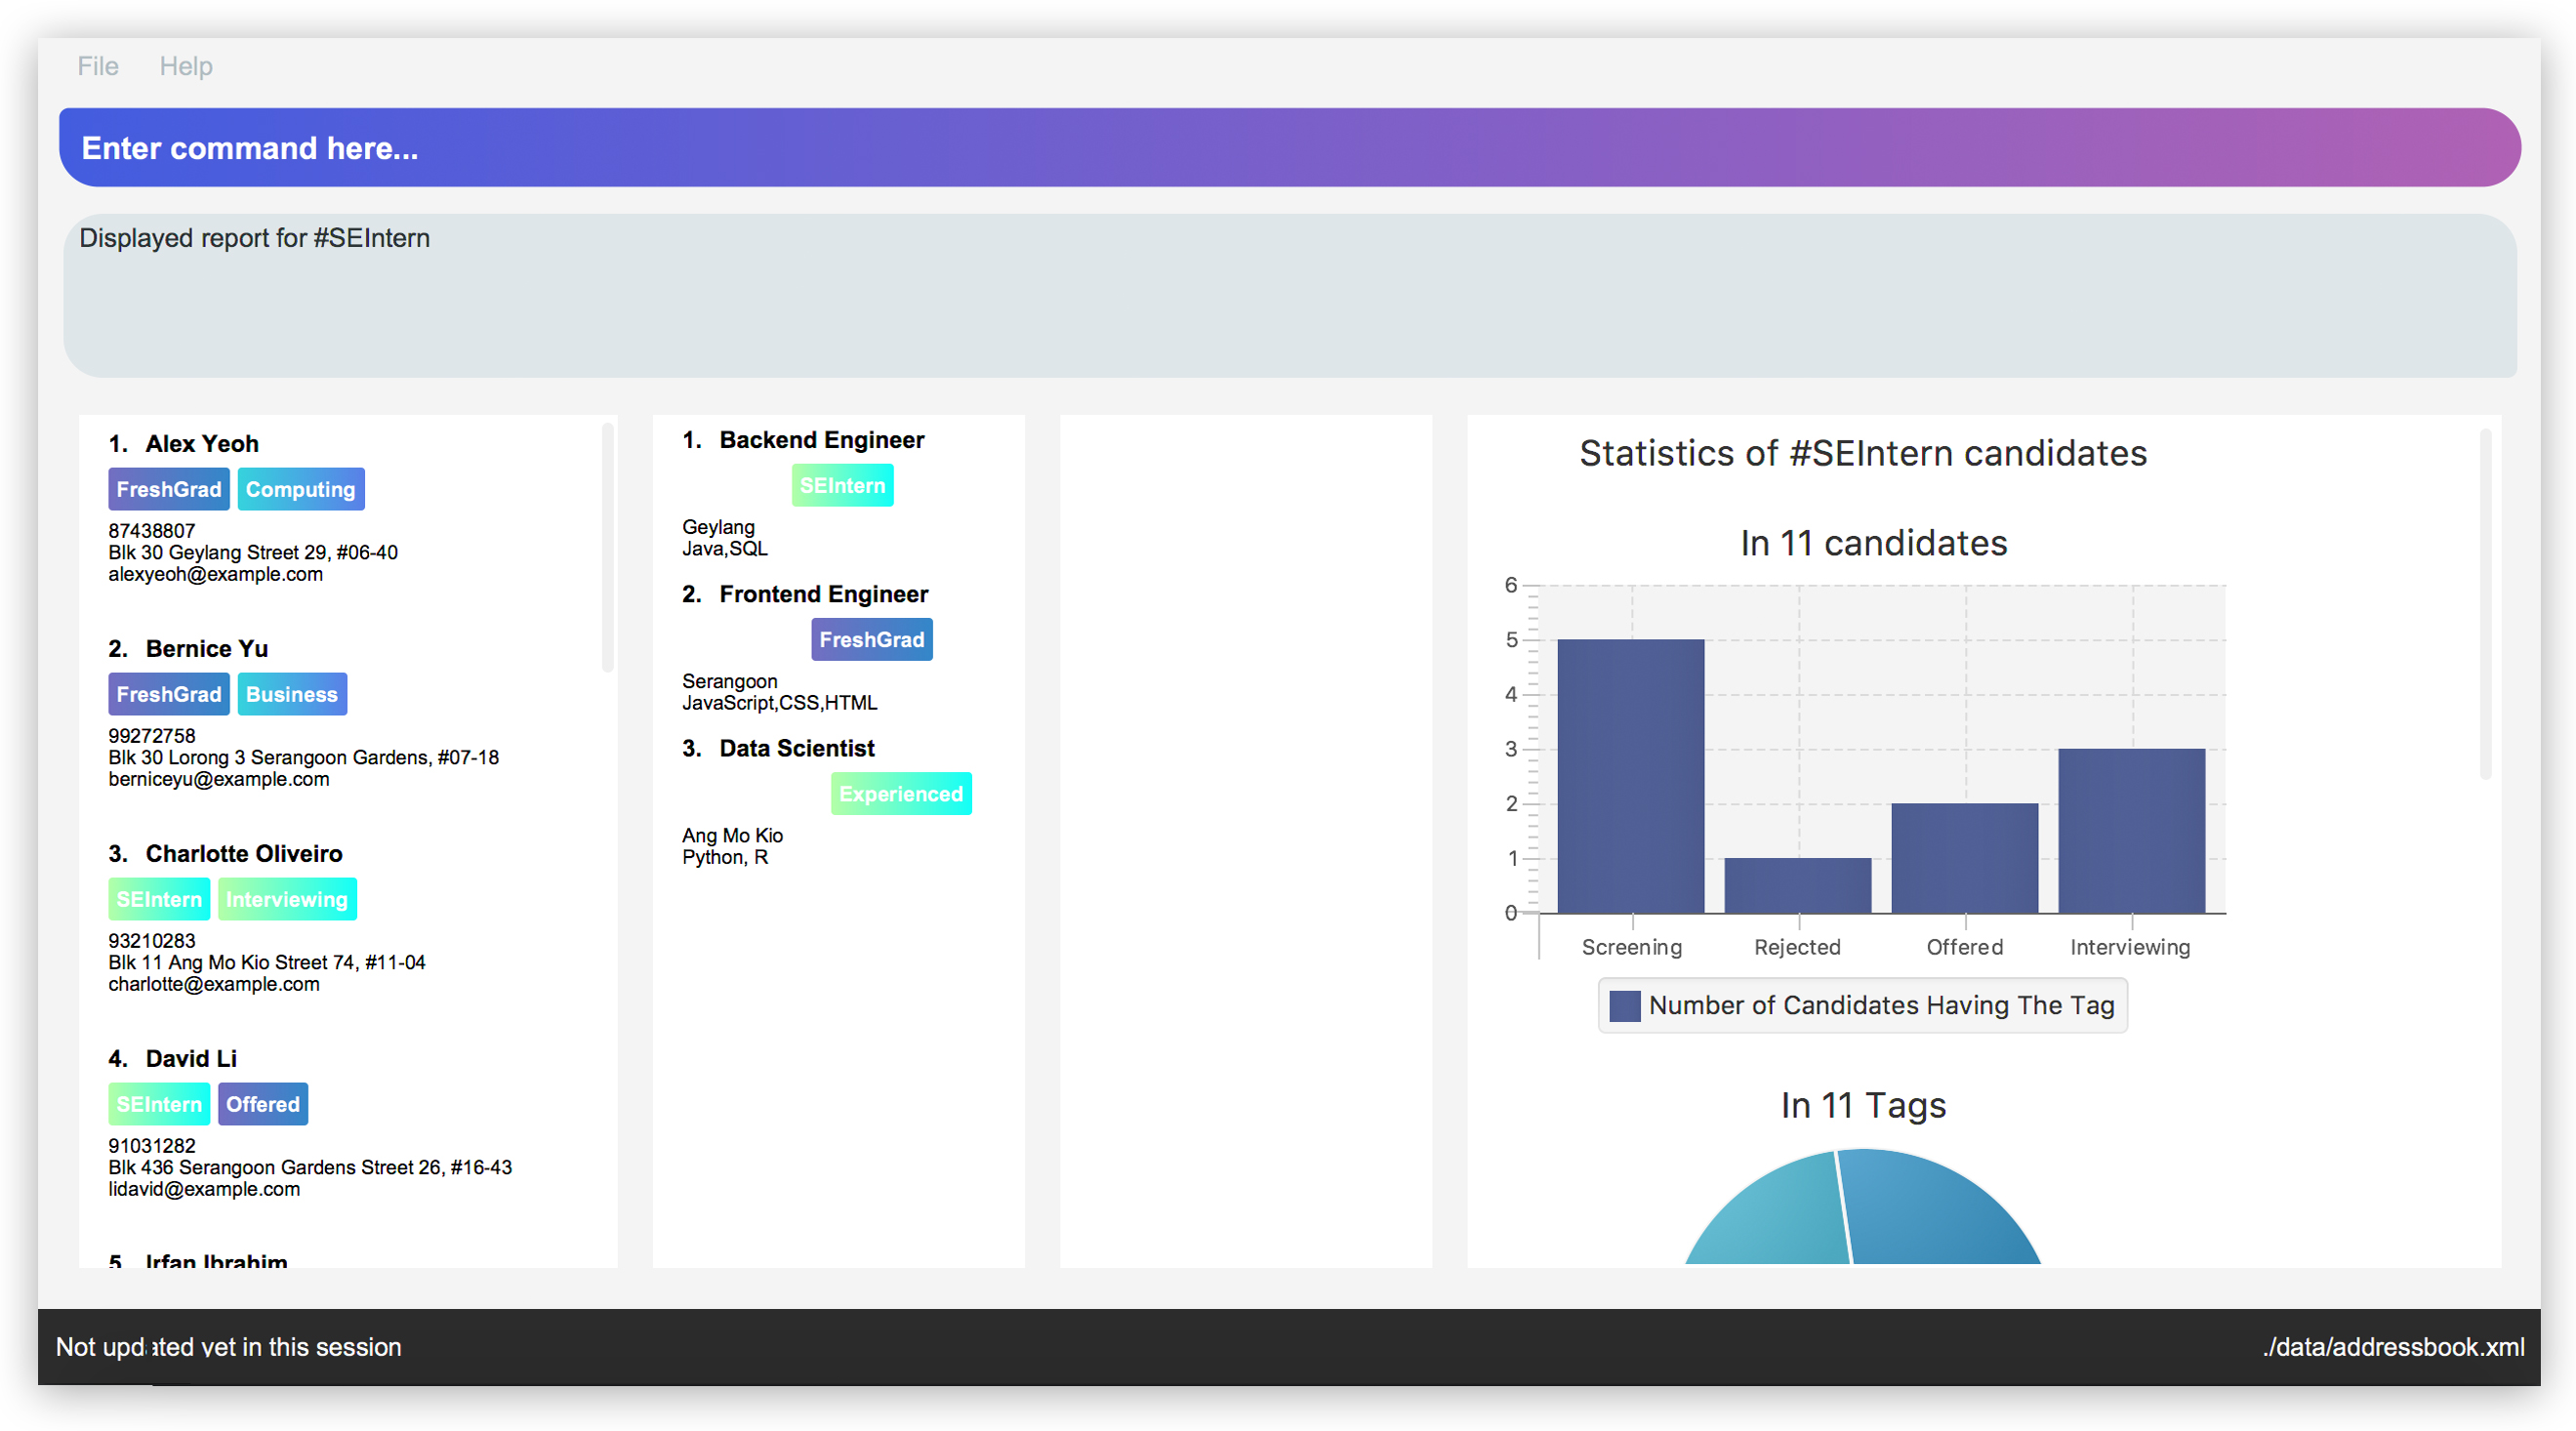 File Help
Enter command here...
Displayed report for #SEIntern
1. Alex Yeoh
FreshGrad Computing
87438807
Blk 30 Geylang Street 29, #06-40
alexyeoh@example.com
2. Bernice Yu
FreshGrad Business
99272758
Blk 30 Lorong 3 Serangoon Gardens, #07-18
berniceyu@example.com
3. Charlotte Oliveiro
SEIntern Interviewing
93210283
Blk 11 Ang Mo Kio Street 74, #11-04
charlotte@example.com
4. David Li
SEIntern Offered
91031282
Blk 436 Serangoon Gardens Street 26, #16-43
lidavid@example.com
5. Irfan Ibrahim
1. Backend Engineer
SEIntern
Geylang
Java,SQL
2. Frontend Engineer
FreshGrad
Serangoon
JavaScript,CSS,HTML
3. Data Scientist
Experienced
Ang Mo Kio
Python, R
Statistics of #SEIntern candidates
In 11 candidates
6
5
4
3
2
1
0
Screening Rejected Offered Interviewing
Number of Candidates Having The Tag
In 11 Tags
Not updated yet in this session
./data/addressbook.xml